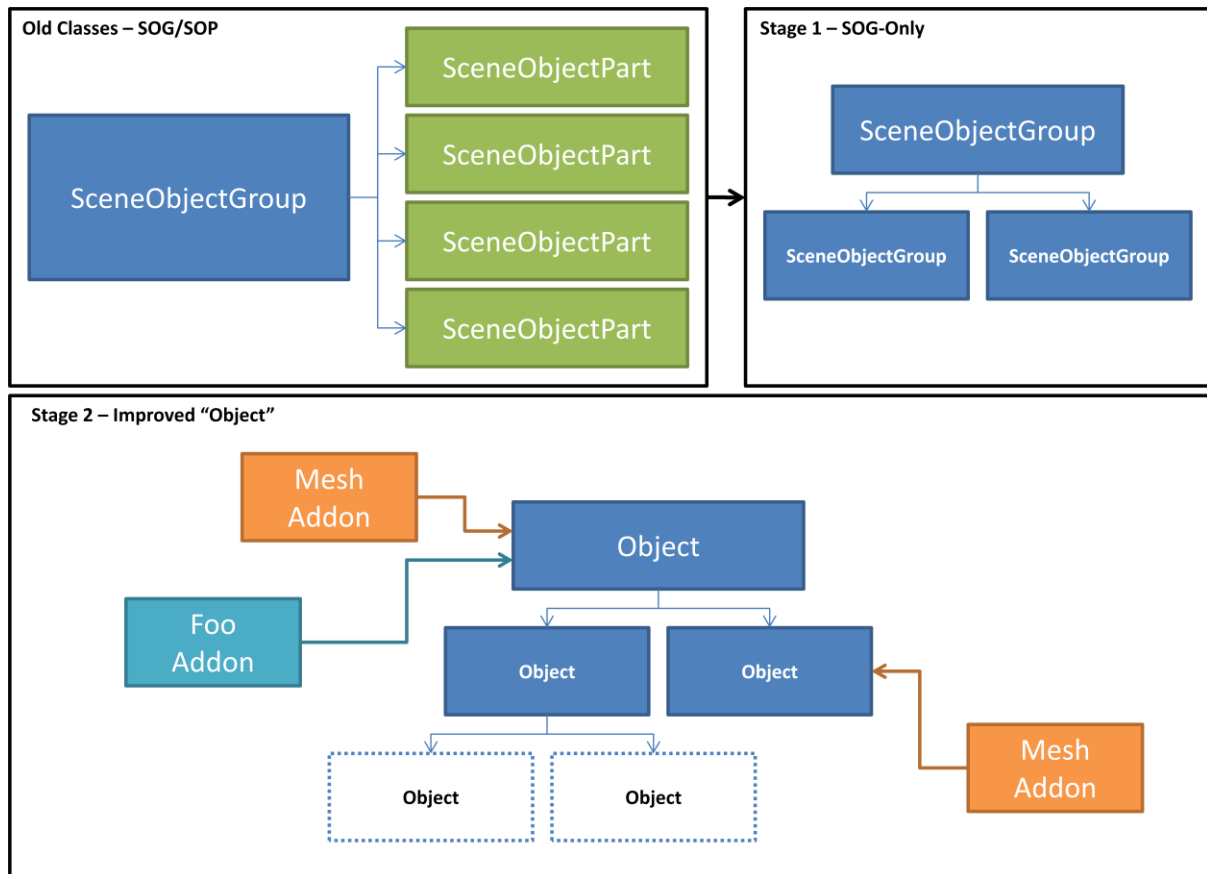 Old Classes – SOG/SOP
SceneObjectGroup
SceneObjectPart
SceneObjectPart
SceneObjectPart
SceneObjectPart
Stage 1 – SOG-Only
SceneObjectGroup
SceneObjectGroup
SceneObjectGroup
Stage 2 – Improved “Object”
Mesh
Addon
Foo
Addon
Object
Object
Object
Object
Object
Mesh
Addon